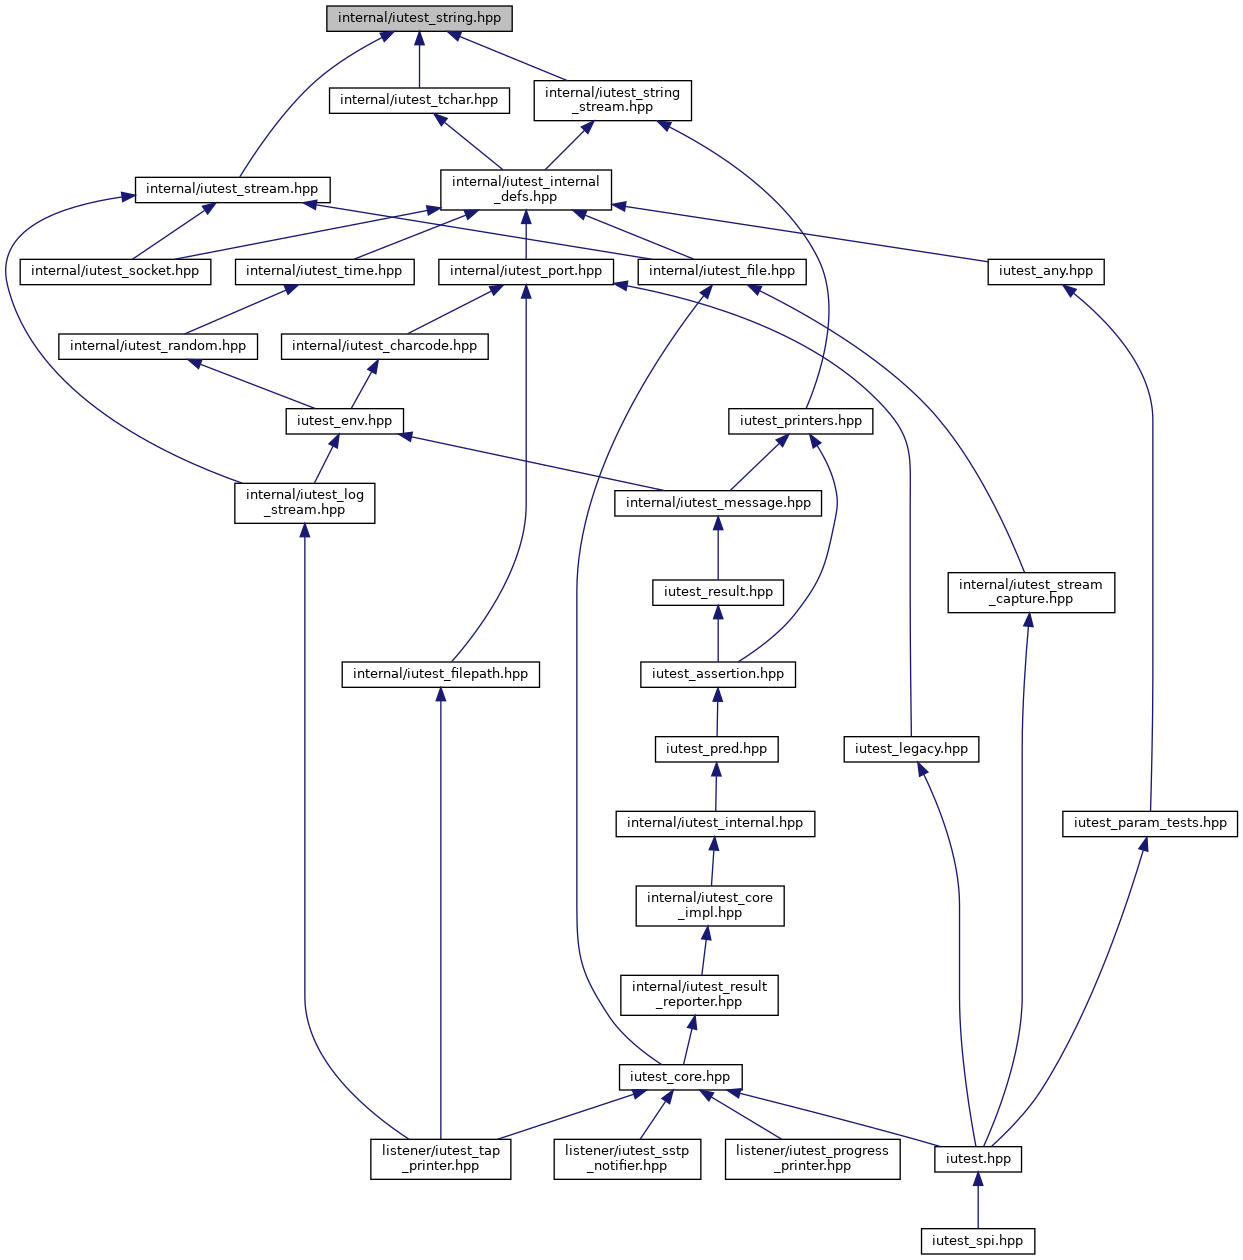 internal/iutest_string.hpp
internal/iutest_tchar.hpp
internal/iutest_string
_stream.hpp
internal/iutest_stream.hpp
internal/iutest_internal
_defs.hpp
internal/iutest_socket.hpp
internal/iutest_time.hpp
internal/iutest_port.hpp
internal/iutest_file.hpp
iutest_any.hpp
internal/iutest_random.hpp
internal/iutest_charcode.hpp
iutest_env.hpp
iutest_printers.hpp
internal/iutest_log
_stream.hpp
internal/iutest_message.hpp
iutest_result.hpp
internal/iutest_stream
_capture.hpp
internal/iutest_filepath.hpp
iutest_assertion.hpp
iutest_pred.hpp
iutest_legacy.hpp
internal/iutest_internal.hpp
iutest_param_tests.hpp
internal/iutest_core
_impl.hpp
internal/iutest_result
_reporter.hpp
iutest_core.hpp
listener/iutest_tap
_printer.hpp
listener/iutest_sstp
_notifier.hpp
listener/iutest_progress
_printer.hpp
iutest.hpp
iutest_spi.hpp